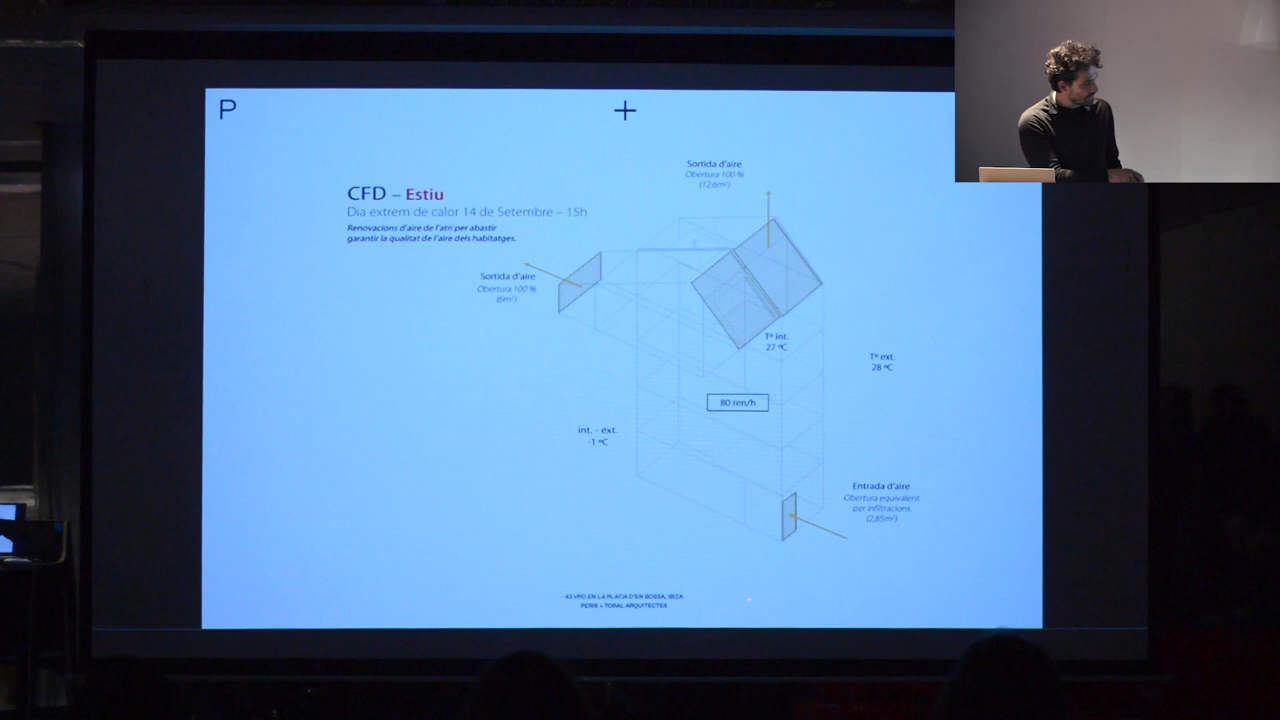 P
+
CFD – Estiu
Dia extrem de calor 14 de Setembre – 15h
Renovacions d'aire de l'atri per abastir
garantir la qualitat de l'aire dels habitatges.
Sortida d'aire
Obertura 100 %
(12,6m²)
Sortida d'aire
Obertura 100 %
(6m²)
Tº int.
27 ºC
Tº ext.
28 ºC
80 ren/h
int. - ext.
-1 ºC
Entrada d'aire
Obertura equivalent
per infiltracions
(2,85m²)
43 VPO EN LA PLATJA D'EN BOSSA, IBIZA
PERIS + TORAL ARQUITECTES